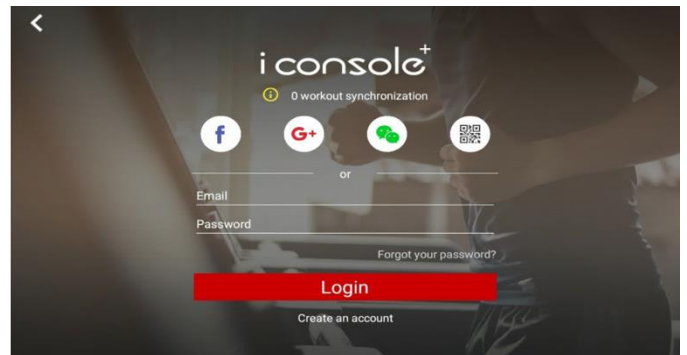 i console+
0 workout synchronization
f G+
or
Email
Password
Forgot your password?
Login
Create an account